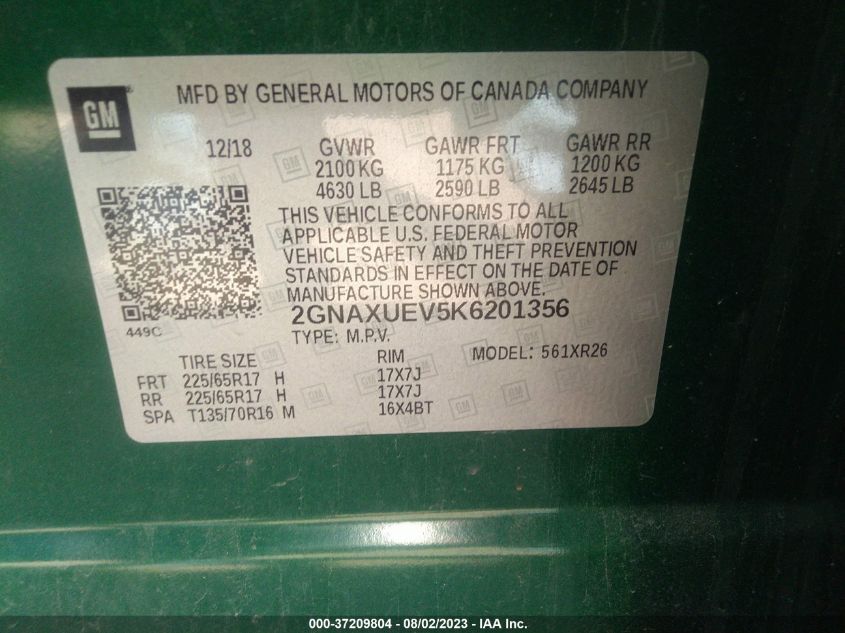 GM
MFD BY GENERAL MOTORS OF CANADA COMPANY
12/18 GVWR GAWR FRT GAWR RR
2100 KG 1175 KG 1200 KG
4630 LB 2590 LB 2645 LB
THIS VEHICLE CONFORMS TO ALL
APPLICABLE U.S. FEDERAL MOTOR
VEHICLE SAFETY AND THEFT PREVENTION
STANDARDS IN EFFECT ON THE DATE OF
MANUFACTURE SHOWN ABOVE.
2GNAXUEV5K6201356
449C
TYPE: M.P.V.
TIRE SIZE RIM MODEL: 561XR26
FRT 225/65R17 H 17X7J
RR 225/65R17 H 17X7J
SPA T135/70R16 M 16X4BT
000-37209804 - 08/02/2023 - IAA Inc.